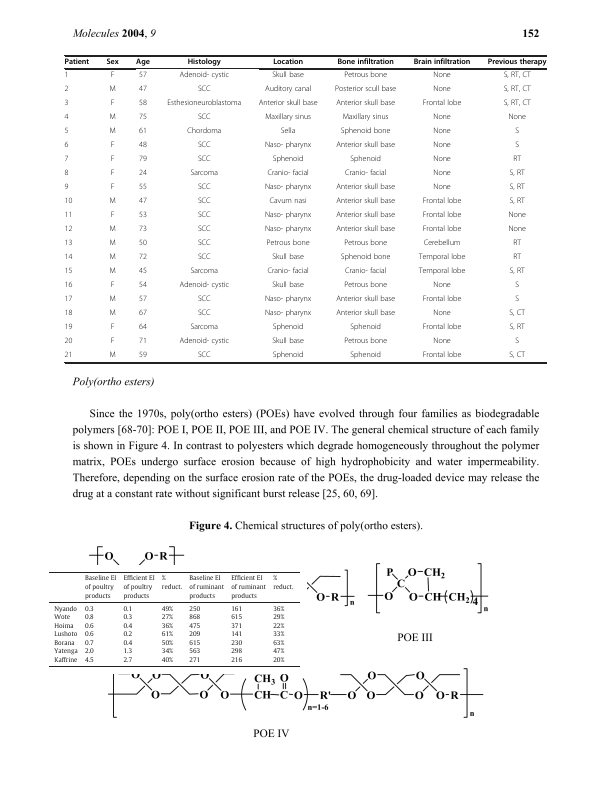 Molecules 2004, 9 152
Patient Sex Age Histology Location Bone infiltration Brain infiltration Previous therapy
1 F 57 Adenoid- cystic Skull base Petrous bone None S, RT, CT
2 M 47 SCC Auditory canal Posterior scull base None S, RT, CT
3 F 58 Esthesioneuroblastoma Anterior skull base Anterior skull base Frontal lobe S, RT, CT
4 M 75 SCC Maxillary sinus Maxillary sinus None None
5 M 61 Chordoma Sella Sphenoid bone None S
6 F 48 SCC Naso- pharynx Anterior skull base None S
7 F 79 SCC Sphenoid Sphenoid None RT
8 F 24 Sarcoma Cranio- facial Cranio- facial None S, RT
9 F 55 SCC Naso- pharynx Anterior skull base None S, RT
10 M 47 SCC Cavum nasi Anterior skull base Frontal lobe S, RT
11 F 53 SCC Naso- pharynx Anterior skull base Frontal lobe None
12 M 73 SCC Naso- pharynx Anterior skull base Frontal lobe None
13 M 50 SCC Petrous bone Petrous bone Cerebellum RT
14 M 72 SCC Skull base Sphenoid bone Temporal lobe RT
15 M 45 Sarcoma Cranio- facial Cranio- facial Temporal lobe S, RT
16 F 54 Adenoid- cystic Skull base Petrous bone None S
17 M 57 SCC Naso- pharynx Anterior skull base Frontal lobe S
18 M 67 SCC Naso- pharynx Anterior skull base None S, CT
19 F 64 Sarcoma Sphenoid Sphenoid Frontal lobe S, RT
20 F 71 Adenoid- cystic Skull base Petrous bone None S
21 M 59 SCC Sphenoid Sphenoid Frontal lobe S, CT
Poly(ortho esters)
Since the 1970s, poly(ortho esters) (POEs) have evolved through four families as biodegradable
polymers [68-70]: POE I, POE II, POE III, and POE IV. The general chemical structure of each family
is shown in Figure 4. In contrast to polyesters which degrade homogeneously throughout the polymer
matrix, POEs undergo surface erosion because of high hydrophobicity and water impermeability.
Therefore, depending on the surface erosion rate of the POEs, the drug-loaded device may release the
drug at a constant rate without significant burst release [25, 60, 69].
Figure 4. Chemical structures of poly(ortho esters).
O O-R
Baseline EI Efficient EI % Baseline EI Efficient EI %
of poultry of poultry reduct. of ruminant of ruminant reduct.
products products products products
Nyando 0.3 0.1 49% 250 161 36%
Wote 0.8 0.3 27% 868 615 29%
Hoima 0.6 0.4 36% 475 371 22%
Lushoto 0.6 0.2 61% 209 141 33%
Borana 0.7 0.4 50% 615 230 63%
Yatenga 2.0 1.3 34% 563 298 47%
Kaffrine 4.5 2.7 40% 271 216 20%
O-R n
P O-CH2
C
O O-CH(CH2)4 n
POE III
O O O O O CH3 O O O
O O O O (CH-C-O)n=1-6 R' O O O O-R n
POE IV